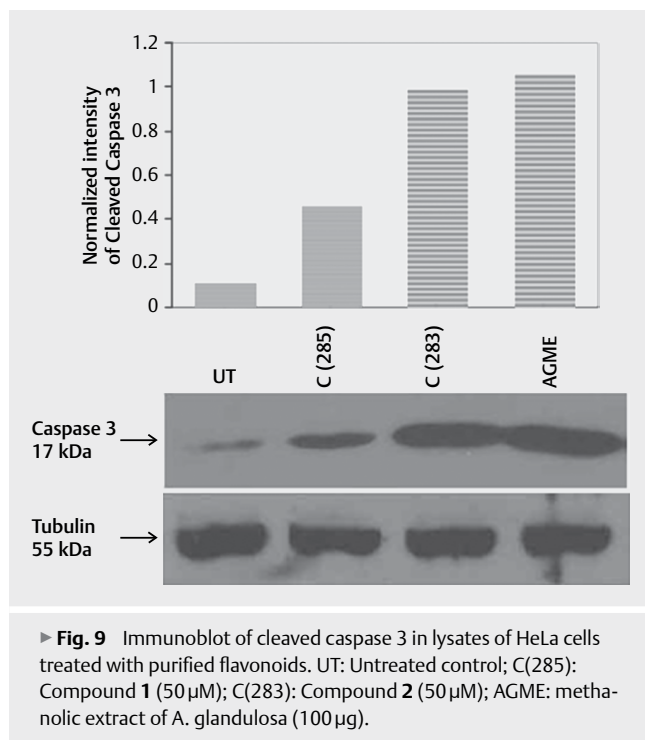 1.2
1
0.8
0.6
0.4
0.2
0
Normalized intensity
of Cleaved Caspase 3
UT
C (285)
C (283)
AGME
Caspase 3
17 kDa
Tubulin
55 kDa
▶ Fig. 9 Immunoblot of cleaved caspase 3 in lysates of HeLa cells
treated with purified flavonoids. UT: Untreated control; C(285):
Compound 1 (50 µM); C(283): Compound 2 (50 µM); AGME: metha-
nolic extract of A. glandulosa (100 µg).